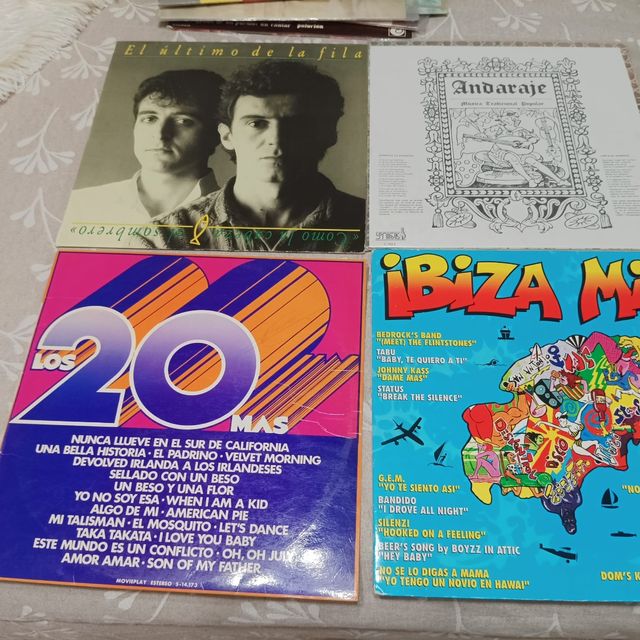 El último de la fila
«Como la cabeza al sombrero»
Andaraje
Música Tradicional Popular
LOS
20
MAS
NUNCA LLUEVE EN EL SUR DE CALIFORNIA
UNA BELLA HISTORIA · EL PADRINO · VELVET MORNING
DEVOLVED IRLANDA A LOS IRLANDESES
SELLADO CON UN BESO
UN BESO Y UNA FLOR
YO NO SOY ESA · WHEN I AM A KID
ALGO DE MI · AMERICAN PIE
MI TALISMAN · EL MOSQUITO · LET'S DANCE
TAKA TAKATA · I LOVE YOU BABY
ESTE MUNDO ES UN CONFLICTO · OH, OH JULY
AMOR AMAR · SON OF MY FATHER
MOVIEPLAY ESTEREO S-14.173
IBIZA MI
BEDROCK'S BAND
"(MEET) THE FLINTSTONES"
TABU
"BABY, TE QUIERO A TI"
JOHNNY KASS
"DAME MAS"
STATUS
"BREAK THE SILENCE"
G.E.M.
"YO TE SIENTO ASI"
BANDIDO
"I DROVE ALL NIGHT"
SILENZI
"HOOKED ON A FEELING"
BEER'S SONG by BOYZZ IN ATTIC
"HEY BABY"
NO SE LO DIGAS A MAMA
"YO TENGO UN NOVIO EN HAWAI"
"NO
DOM'S K